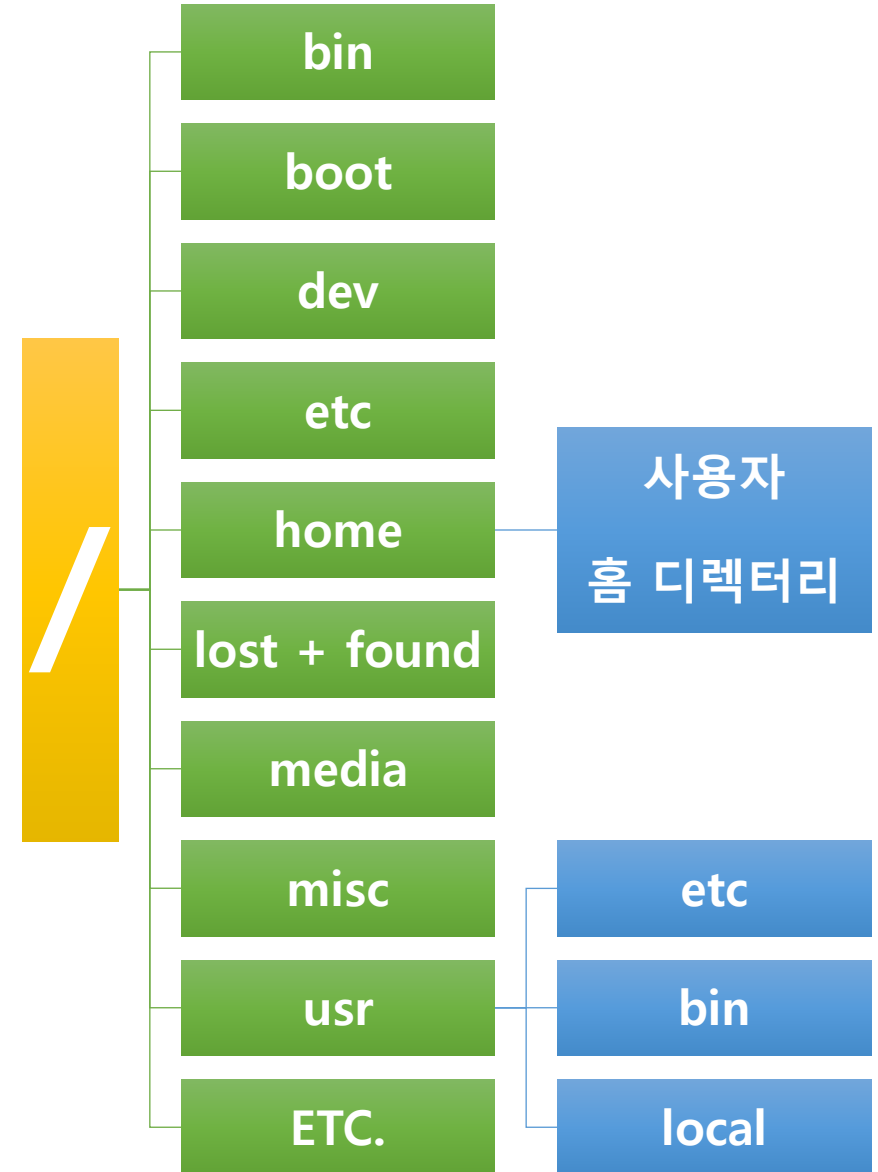 /
bin
boot
dev
etc
home
사용자
홈 디렉터리
lost + found
media
misc
usr
etc
bin
local
ETC.